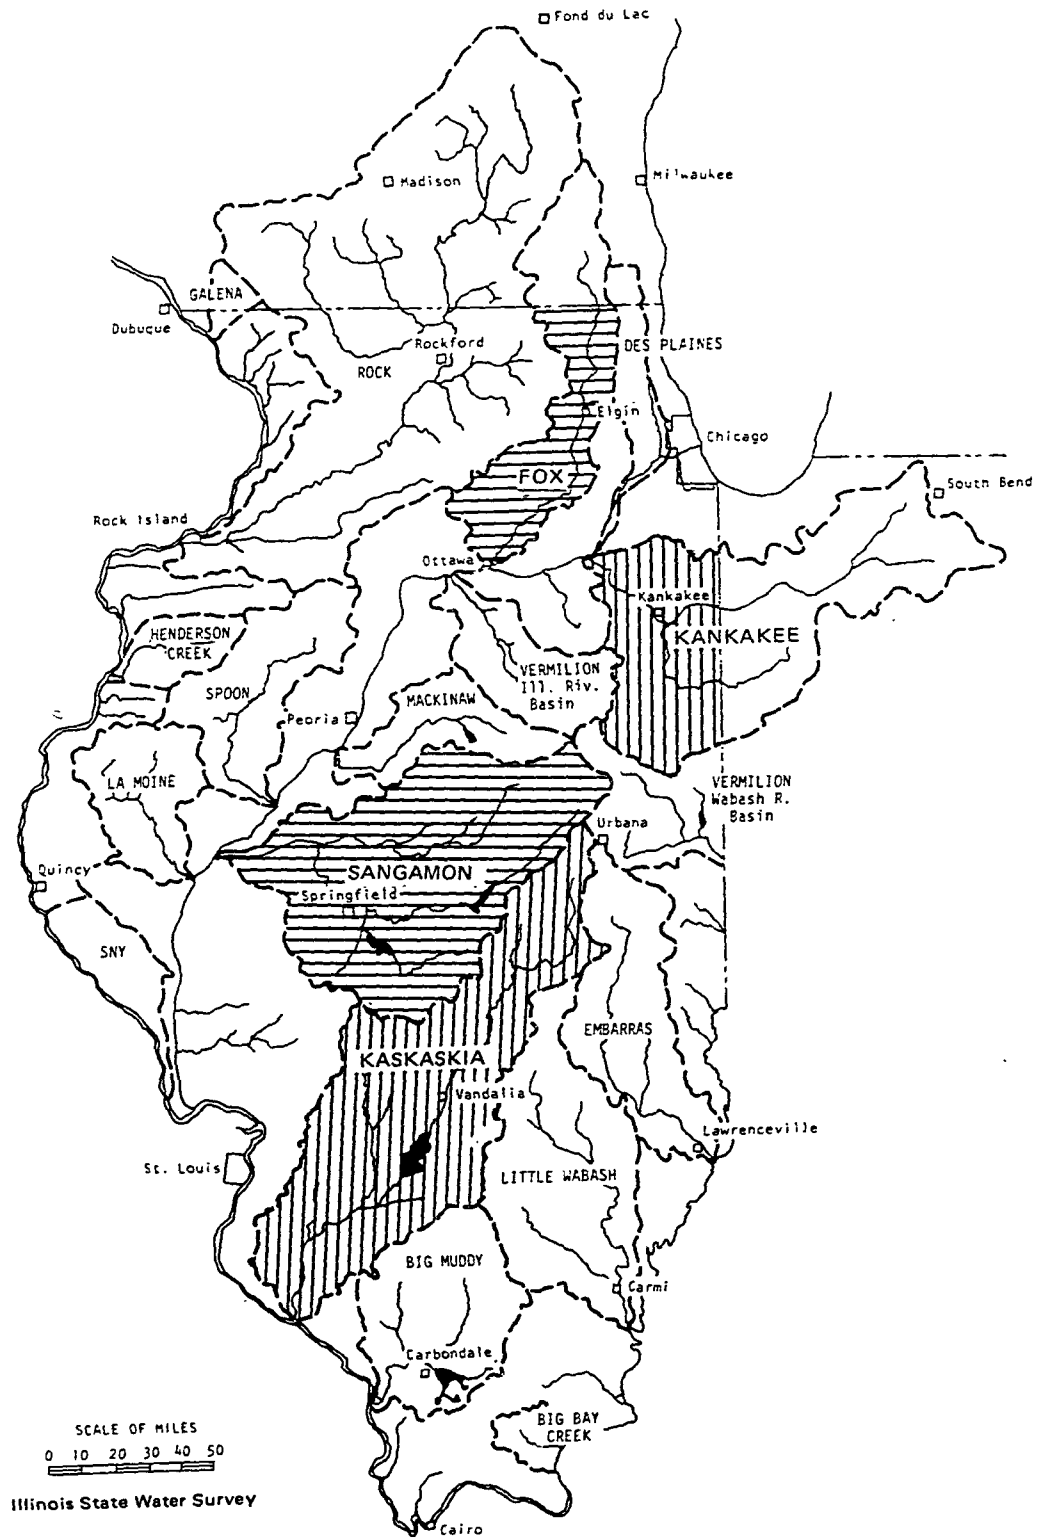 Fond du Lac
Madison
Milwaukee
GALENA
Dubuque
Rockford
DES PLAINES
ROCK
Elgin
Chicago
FOX
South Bend
Rock Island
Ottawa
Kankakee
KANKAKEE
HENDERSON
CREEK
VERMILION
Ill. Riv.
Basin
SPOON
MACKINAW
Peoria
LA MOINE
VERMILION
Wabash R.
Basin
Urbana
Quincy
SANGAMON
Springfield
SNY
EMBARRAS
KASKASKIA
Vandalia
Lawrenceville
St. Louis
LITTLE WABASH
BIG MUDDY
Carmi
Carbondale
BIG BAY
CREEK
SCALE OF MILES
0 10 20 30 40 50
Illinois State Water Survey
Cairo